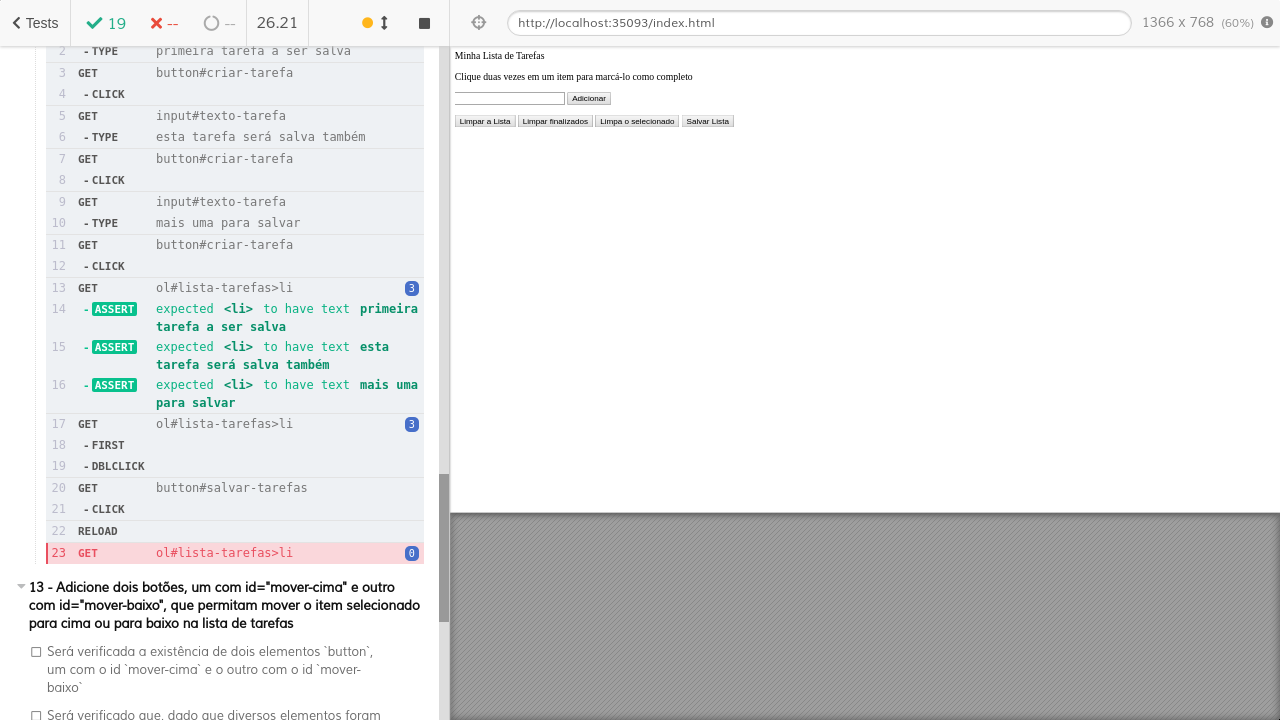 Tests
19
--
--
26.21
http://localhost:35093/index.html
1366 x 768 (60%)
2 -TYPE primeira tarefa a ser salva
3 GET button#criar-tarefa
4 -CLICK
5 GET input#texto-tarefa
6 -TYPE esta tarefa será salva também
7 GET button#criar-tarefa
8 -CLICK
9 GET input#texto-tarefa
10 -TYPE mais uma para salvar
11 GET button#criar-tarefa
12 -CLICK
13 GET ol#lista-tarefas>li 3
14 -ASSERT expected <li> to have text primeira
tarefa a ser salva
15 -ASSERT expected <li> to have text esta
tarefa será salva também
16 -ASSERT expected <li> to have text mais uma
para salvar
17 GET ol#lista-tarefas>li 3
18 -FIRST
19 -DBLCLICK
20 GET button#salvar-tarefas
21 -CLICK
22 RELOAD
23 GET ol#lista-tarefas>li 0
13 - Adicione dois botões, um com id="mover-cima" e outro
com id="mover-baixo", que permitam mover o item selecionado
para cima ou para baixo na lista de tarefas
Será verificada a existência de dois elementos `button`,
um com o id `mover-cima` e o outro com o id `mover-
baixo`
Será verificado que, dado que diversos elementos foram
Minha Lista de Tarefas
Clique duas vezes em um item para marcá-lo como completo
Adicionar
Limpar a Lista Limpar finalizados Limpa o selecionado Salvar Lista